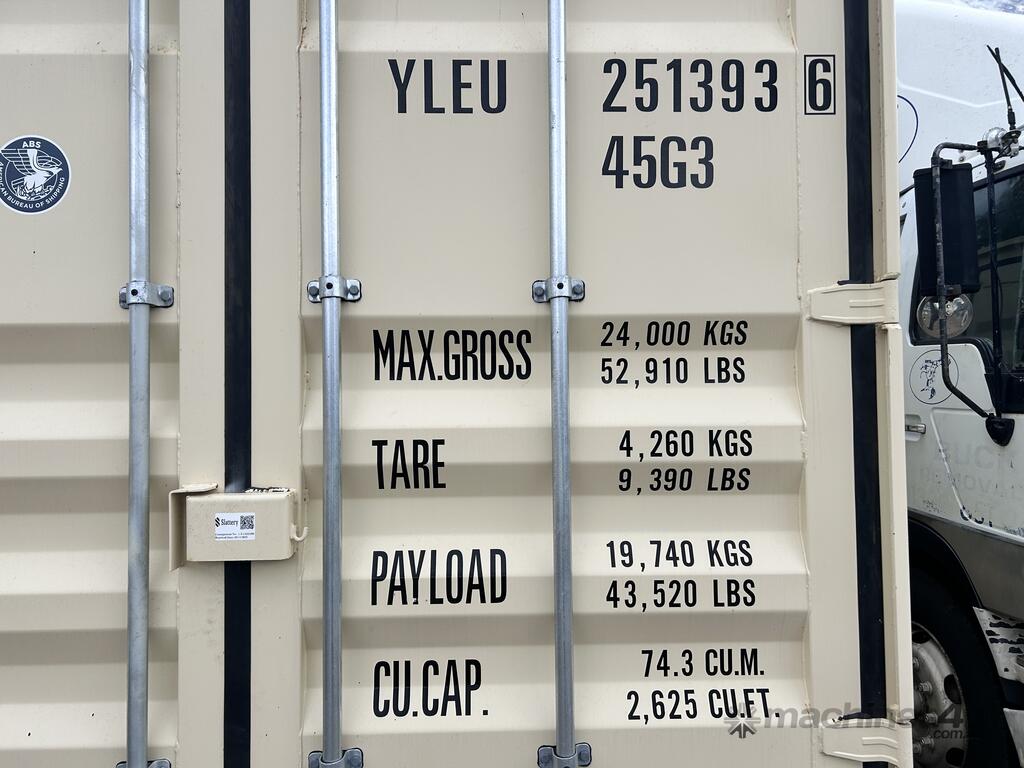 YLEU 251393 6
45G3
ABS
AMERICAN BUREAU OF SHIPPING
MAX.GROSS 24,000 KGS
52,910 LBS
TARE 4,260 KGS
9,390 LBS
Slattery
PAYLOAD 19,740 KGS
43,520 LBS
CU.CAP. 74.3 CU.M.
2,625 CU.FT.
machines4u
.com.au